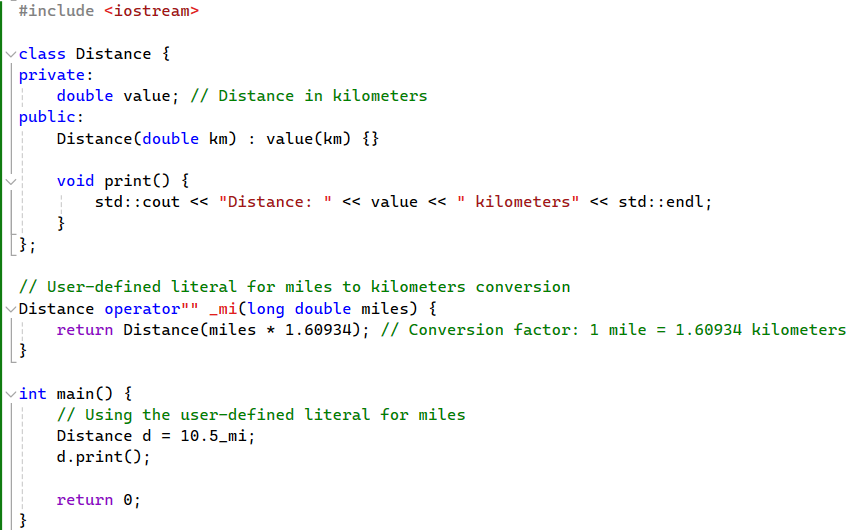 #include <iostream>
class Distance {
private:
    double value; // Distance in kilometers
public:
    Distance(double km) : value(km) {}
    void print() {
        std::cout << "Distance: " << value << " kilometers" << std::endl;
    }
};
// User-defined literal for miles to kilometers conversion
Distance operator"" _mi(long double miles) {
    return Distance(miles * 1.60934); // Conversion factor: 1 mile = 1.60934 kilometers
}
int main() {
    // Using the user-defined literal for miles
    Distance d = 10.5_mi;
    d.print();
    return 0;
}